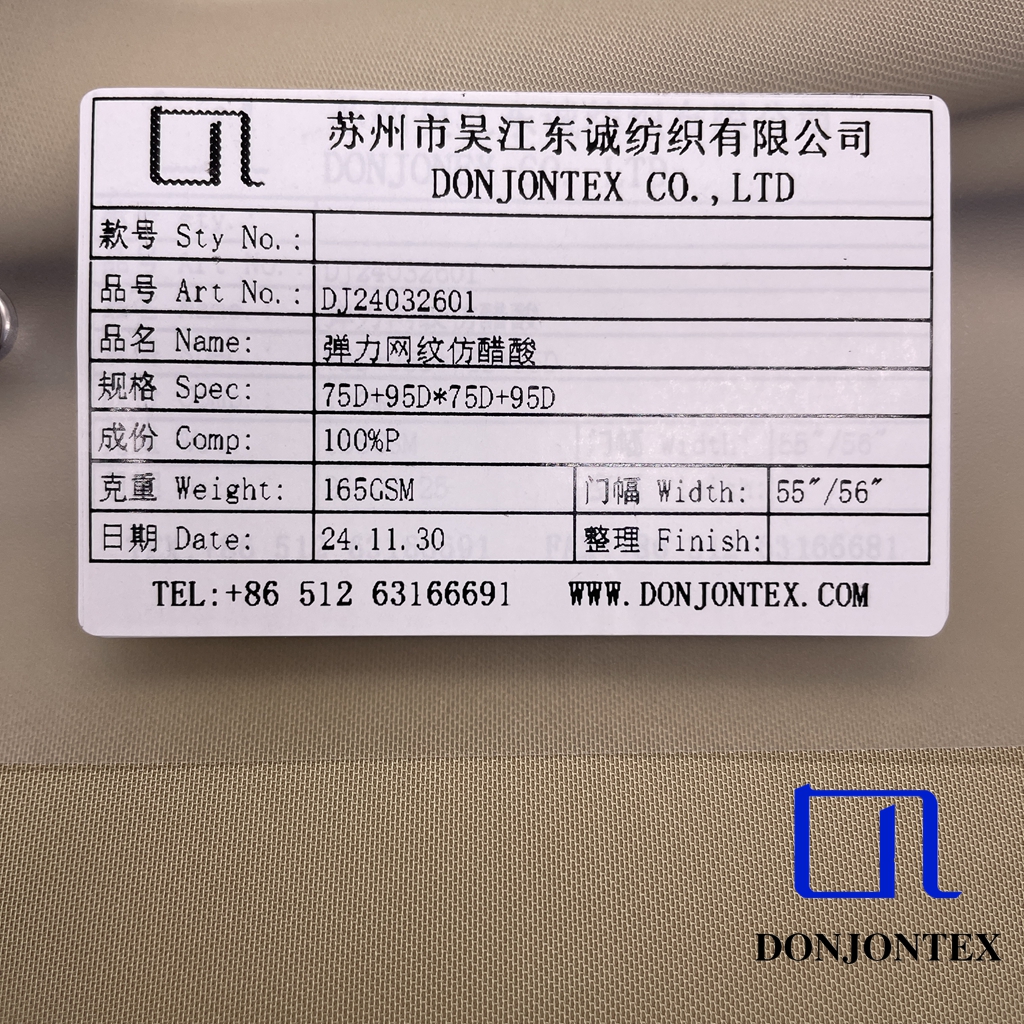 苏州市吴江东诚纺织有限公司
DONJONTEX CO.,LTD
款号 Sty No.:
品号 Art No.: DJ24032601
品名 Name: 弹力网纹仿醋酸
规格 Spec: 75D+95D*75D+95D
成份 Comp: 100%P
克重 Weight: 165GSM 门幅 Width: 55"/56"
日期 Date: 24.11.30 整理 Finish:
TEL:+86 512 63166691 WWW.DONJONTEX.COM
DONJONTEX